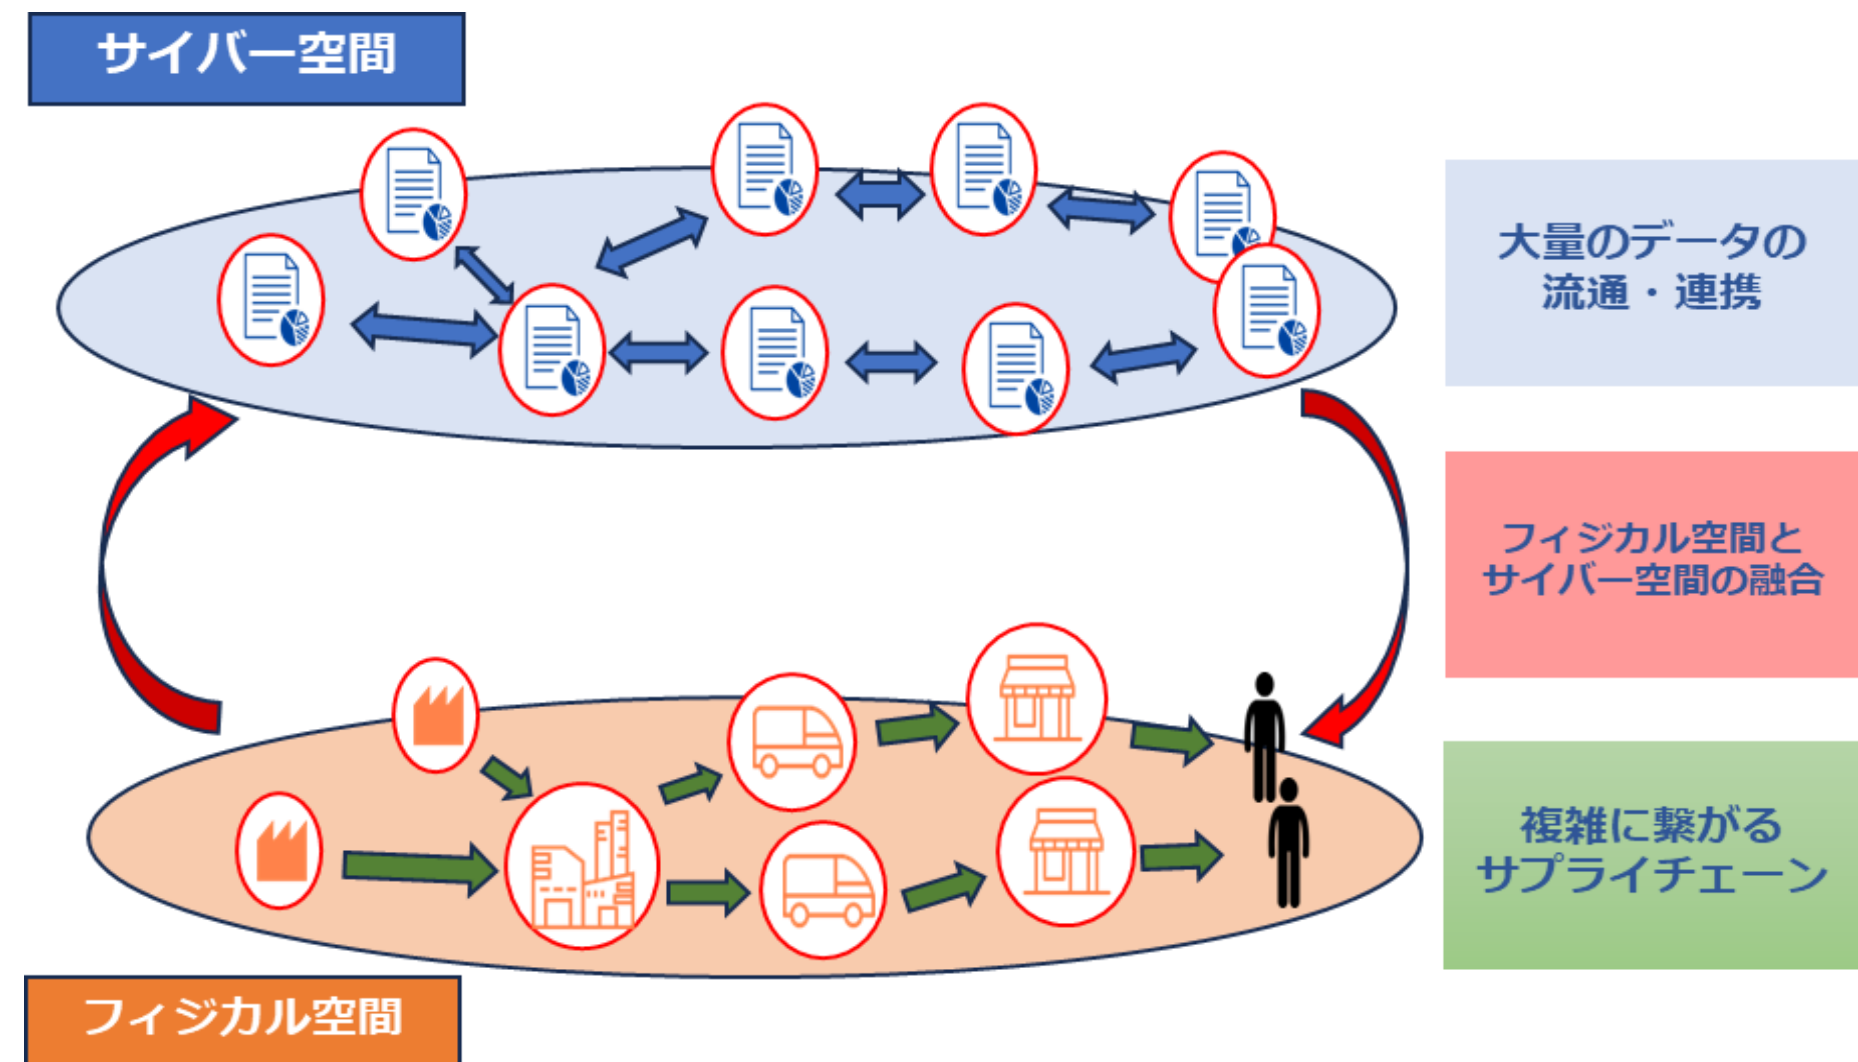 サイバー空間
大量のデータの
流通・連携
フィジカル空間と
サイバー空間の融合
複雑に繋がる
サプライチェーン
フィジカル空間